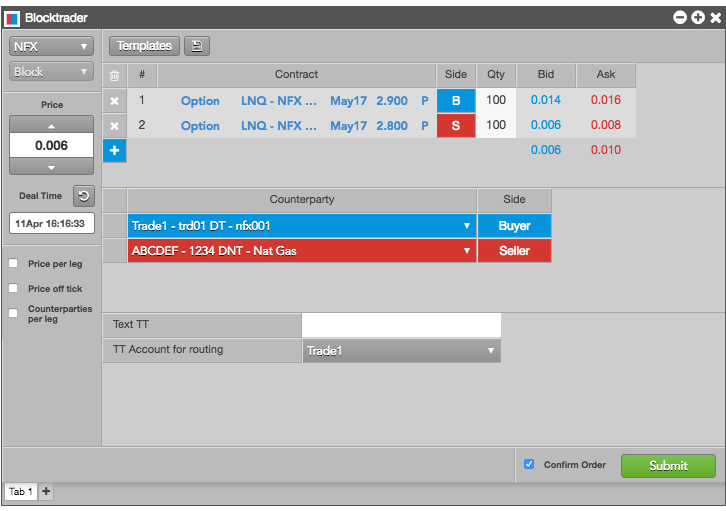 Blocktrader
NFX
Templates
Block
# Contract Side Qty Bid Ask
Price
1 Option LNQ - NFX ... May17 2.900 P B 100 0.014 0.016
2 Option LNQ - NFX ... May17 2.800 P S 100 0.006 0.008
0.006
+ 0.006 0.010
Deal Time
Counterparty Side
11Apr 16:16:33
Trade1 - trd01 DT - nfx001 Buyer
ABCDEF - 1234 DNT - Nat Gas Seller
Price per leg
Price off tick
Counterparties
per leg
Text TT
TT Account for routing Trade1
Confirm Order Submit
Tab 1 +